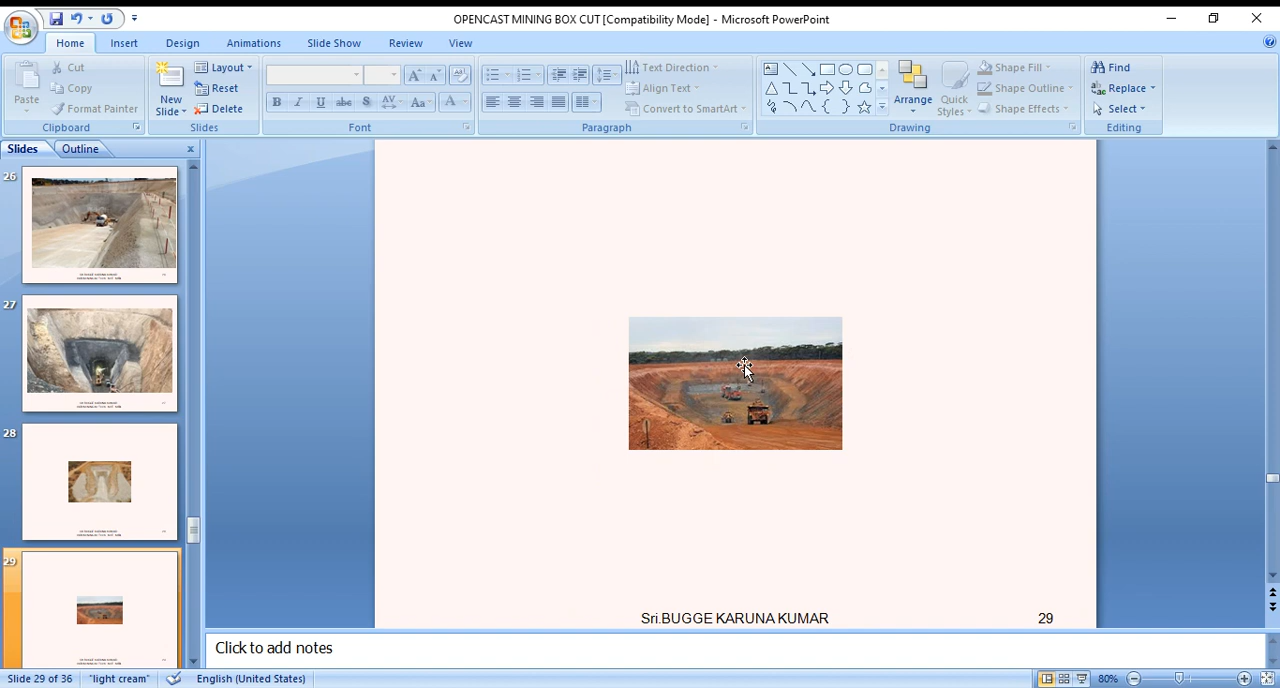 OPENCAST MINING BOX CUT [Compatibility Mode] - Microsoft PowerPoint
Home Insert Design Animations Slide Show Review View
Paste Cut Copy Format Painter
Clipboard
New Slide Layout Reset Delete
Slides
B I U abc S AV Aa A
Font
Text Direction Align Text Convert to SmartArt
Paragraph
Arrange Quick Styles Shape Fill Shape Outline Shape Effects
Drawing
Find Replace Select
Editing
Slides Outline
26
27
28
29
Sri.BUGGE KARUNA KUMAR 29
Click to add notes
Slide 29 of 36 "light cream" English (United States) 80%